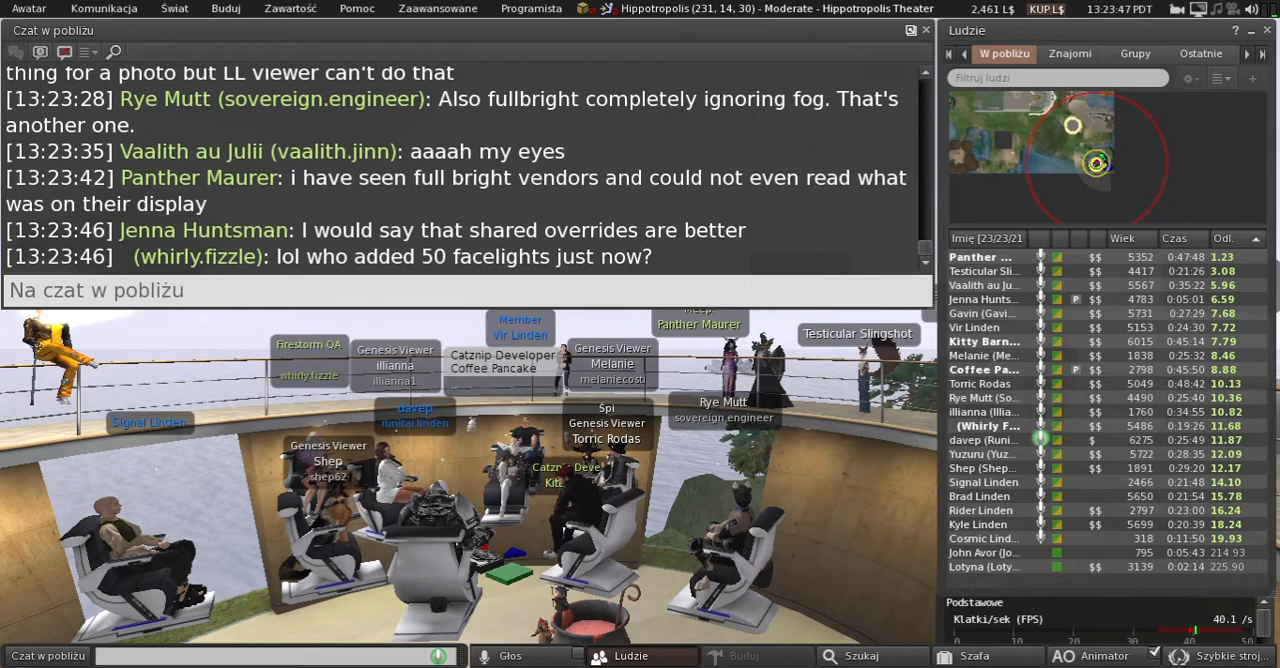 Awatar Komunikacja Świat Buduj Zawartość Pomoc Zaawansowane Programista Hippotropolis (231, 14, 30) - Moderate - Hippotropolis Theater 2,461 L$ KUP L$ 13:23:47 PDT
Czat w pobliżu
thing for a photo but LL viewer can't do that
[13:23:28] Rye Mutt (sovereign.engineer): Also fullbright completely ignoring fog. That's
another one.
[13:23:35] Vaalith au Julii (vaalith.jinn): aaaah my eyes
[13:23:42] Panther Maurer: i have seen full bright vendors and could not even read what
was on their display
[13:23:46] Jenna Huntsman: I would say that shared overrides are better
[13:23:46] (whirly.fizzle): lol who added 50 facelights just now?
Na czat w pobliżu
Member
Vir Linden
Panther Maurer
Testicular Slingshot
Firestorm QA
whirly.fizzle
Genesis Viewer
illianna
illianna1
Catznip Developer
Coffee Pancake
Genesis Viewer
Melanie
melaniecosti
Signal Linden
davep
runitai.linden
Spi
Genesis Viewer
Torric Rodas
Rye Mutt
sovereign.engineer
Genesis Viewer
Shep
shep62
Catznip Deve
Kit
Ludzie
W pobliżu Znajomi Grupy Ostatnie
Filtruj ludzi
Imię [23/23/21 Wiek Czas Odl.
Panther ... $$ 5352 0:47:48 1.23
Testicular Sli... $$ 4417 0:21:26 3.08
Vaalith au Ju... $$ 4467 0:35:22 5.96
Jenna Hunts... P $$ 4783 0:05:01 6.59
Gavin (Gavi... $$ 5731 0:27:29 7.68
Vir Linden $$ 5153 0:24:30 7.72
Kitty Barn... $$ 6015 0:45:14 7.79
Melanie (Me... $$ 1838 0:25:32 8.46
Coffee Pa... P $$ 2798 0:45:50 8.88
Torric Rodas $$ 5049 0:48:42 10.13
Rye Mutt (So... $$ 4490 0:25:40 10.36
illianna (Illia... $$ 1760 0:34:55 10.82
(Whirly F... $$ 5486 0:19:26 11.68
davep (Runi... $ 6275 0:25:49 11.87
Yuzuru (Yuz... $$ 5722 0:28:35 12.09
Shep (Shep... $$ 1891 0:29:20 12.17
Signal Linden 2466 0:21:48 14.10
Brad Linden 5650 0:21:54 15.78
Rider Linden $$ 2797 0:23:00 16.24
Kyle Linden $$ 5699 0:20:39 18.24
Cosmic Lind... 318 0:11:50 19.93
John Avor (Jo... 795 0:05:43 214.93
Lotyna (Loty... $$ 3139 0:02:14 225.90
Podstawowe
Klatki/sek (FPS) 40.1 /s
0 10 20 30 40 50
Czat w pobliżu Głos Ludzie Buduj Szukaj Szafa AO Animator Szybkie stroj...